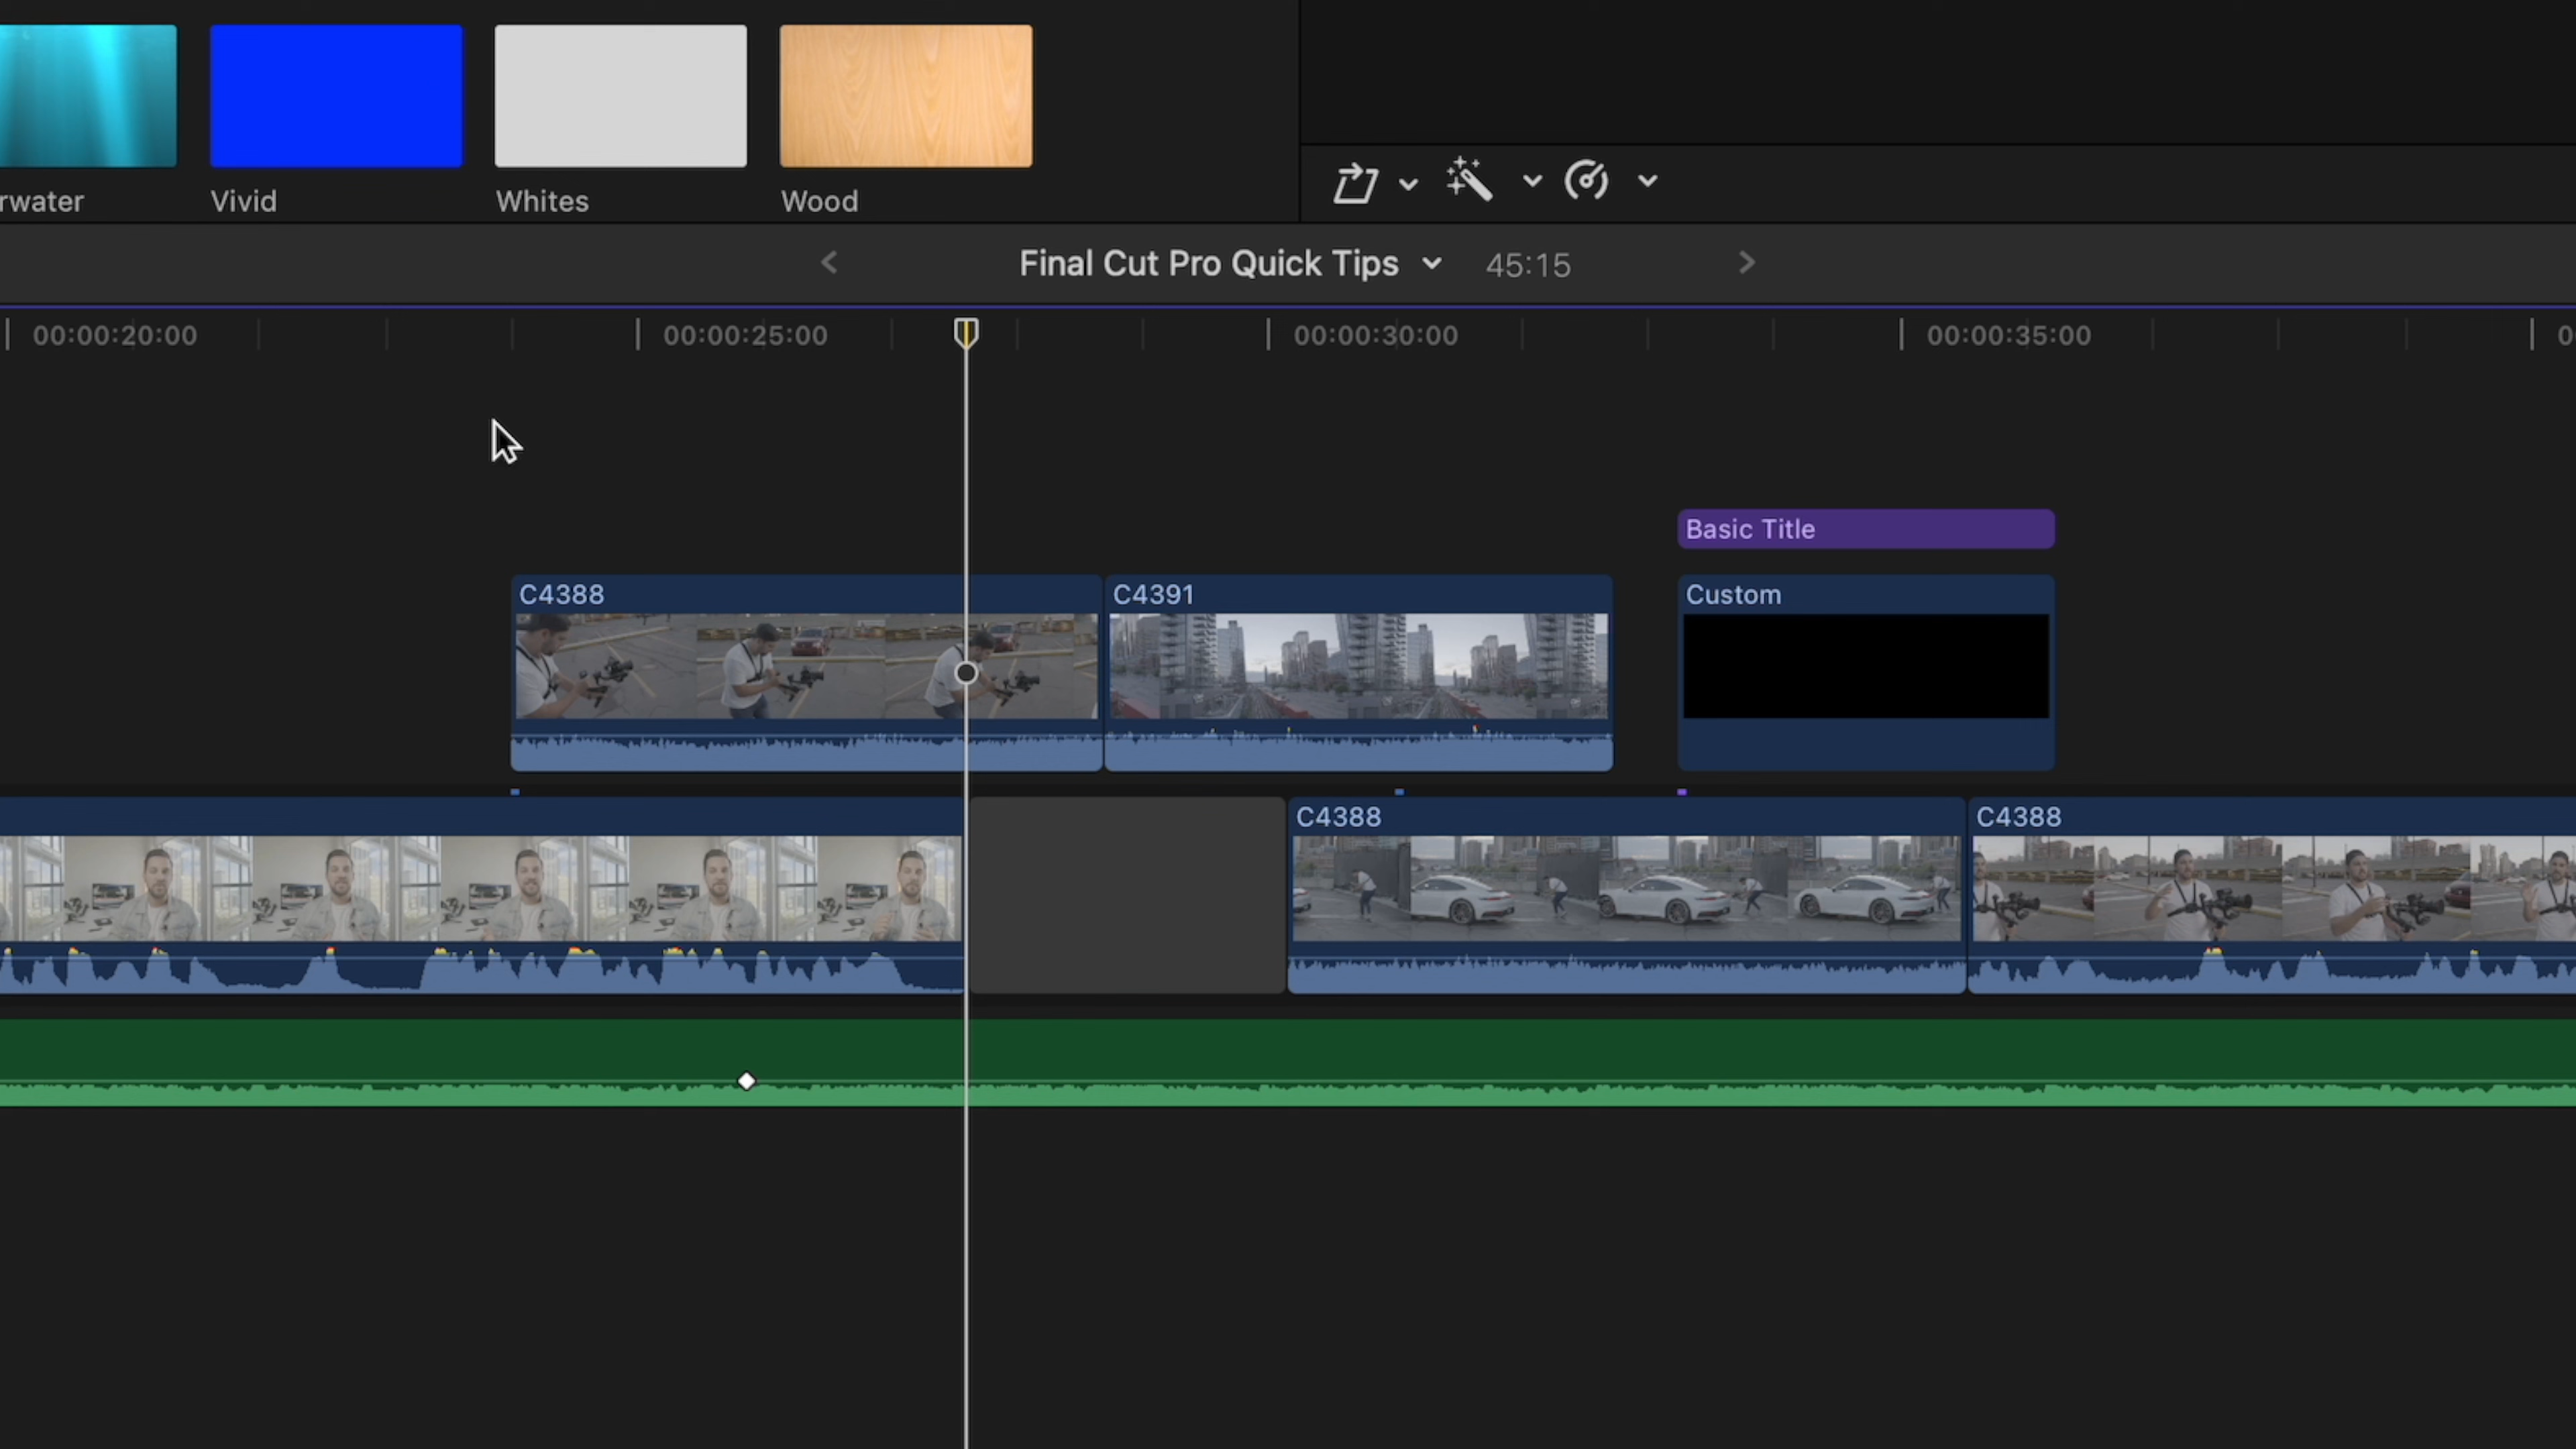 rwater
Vivid
Whites
Wood
Final Cut Pro Quick Tips
45:15
00:00:20:00
00:00:25:00
00:00:30:00
00:00:35:00
0
Basic Title
C4388
C4391
Custom
C4388
C4388